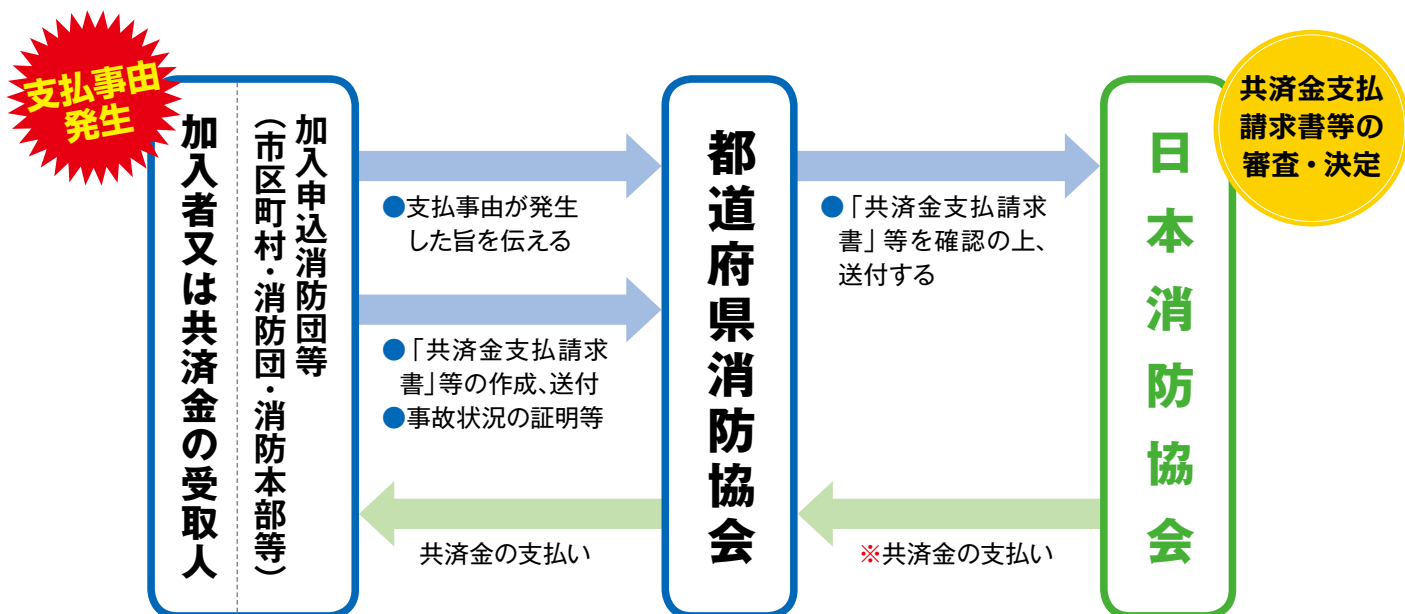 支払事由
発生
加入者又は共済金の受取人
加入申込消防団等
（市区町村・消防団・消防本部等）
●支払事由が発生
した旨を伝える
●「共済金支払請求
書」等の作成、送付
●事故状況の証明等
共済金の支払い
都道府県消防協会
●「共済金支払請求
書」等を確認の上、
送付する
※共済金の支払い
日本消防協会
共済金支払
請求書等の
審査・決定